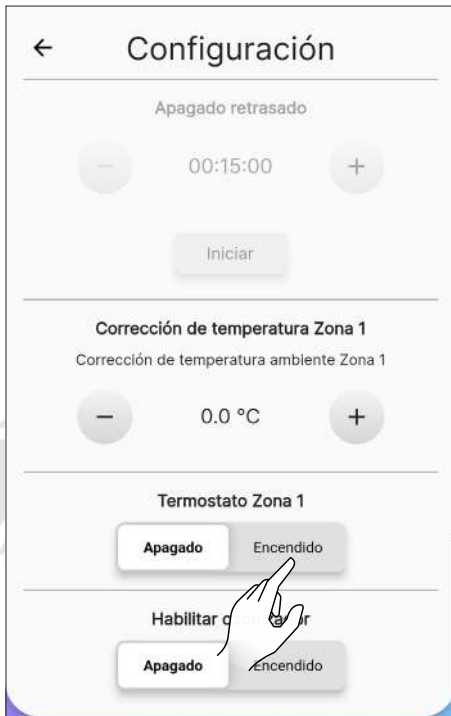 Configuración
Apagado retrasado
00:15:00
Iniciar
Corrección de temperatura Zona 1
Corrección de temperatura ambiente Zona 1
0.0 °C
Termostato Zona 1
Apagado Encendido
Habilitar
Apagado Encendido